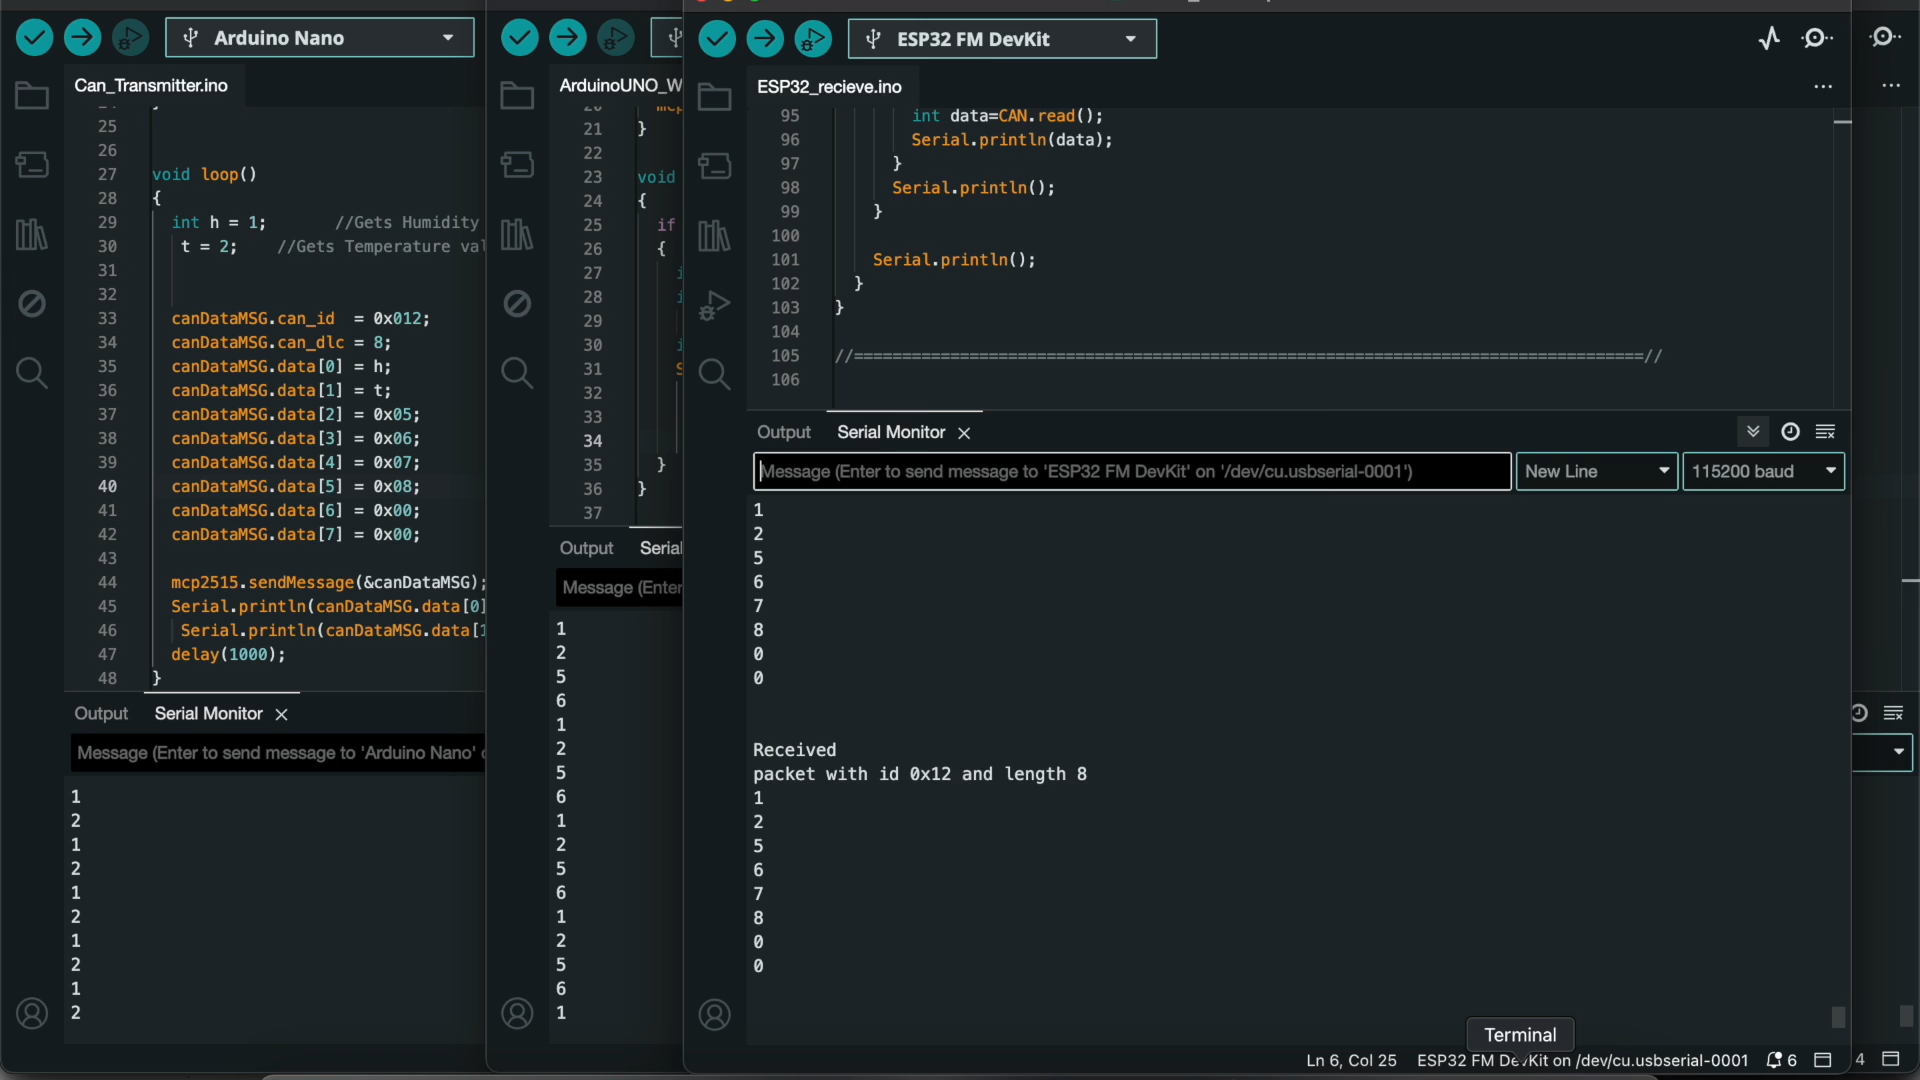 Arduino Nano
Can_Transmitter.ino
25
26
27 void loop()
28 {
29 int h = 1; //Gets Humidity
30 t = 2; //Gets Temperature val
31
32
33 canDataMSG.can_id = 0x012;
34 canDataMSG.can_dlc = 8;
35 canDataMSG.data[0] = h;
36 canDataMSG.data[1] = t;
37 canDataMSG.data[2] = 0x05;
38 canDataMSG.data[3] = 0x06;
39 canDataMSG.data[4] = 0x07;
40 canDataMSG.data[5] = 0x08;
41 canDataMSG.data[6] = 0x00;
42 canDataMSG.data[7] = 0x00;
43
44 mcp2515.sendMessage(&canDataMSG);
45 Serial.println(canDataMSG.data[0]
46 Serial.println(canDataMSG.data[1
47 delay(1000);
48 }
Output Serial Monitor
Message (Enter to send message to 'Arduino Nano'
1
2
1
2
1
2
1
2
1
2
ArduinoUNO_W
20 mcp
21 }
22
23 void
24 {
25 if
26 {
27 i
28 i
29
30 i
31 S
32
33
34
35 }
36 }
37
Output Serial
Message (Enter
1
2
5
6
1
2
5
6
1
2
5
6
1
2
5
6
1
ESP32 FM DevKit
ESP32_recieve.ino
95 int data=CAN.read();
96 Serial.println(data);
97 }
98 Serial.println();
99 }
100
101 Serial.println();
102 }
103 }
104
105 //==================================================================================//
106
Output Serial Monitor
Message (Enter to send message to 'ESP32 FM DevKit' on '/dev/cu.usbserial-0001')
New Line
115200 baud
1
2
5
6
7
8
0
0
Received
packet with id 0x12 and length 8
1
2
5
6
7
8
0
0
Terminal
Ln 6, Col 25 ESP32 FM DevKit on /dev/cu.usbserial-0001 6
4